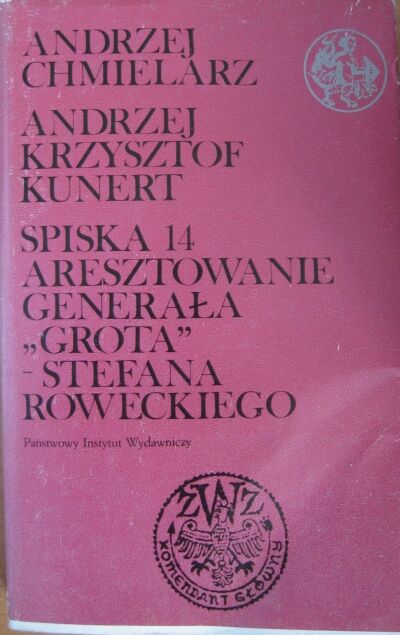 ANDRZEJ
CHMIELARZ
ANDRZEJ
KRZYSZTOF
KUNERT
SPISKA 14
ARESZTOWANIE
GENERAŁA
„GROTA”
- STEFANA
ROWECKIEGO
Państwowy Instytut Wydawniczy
ZWZ
KOMENDANT GŁÓWNY